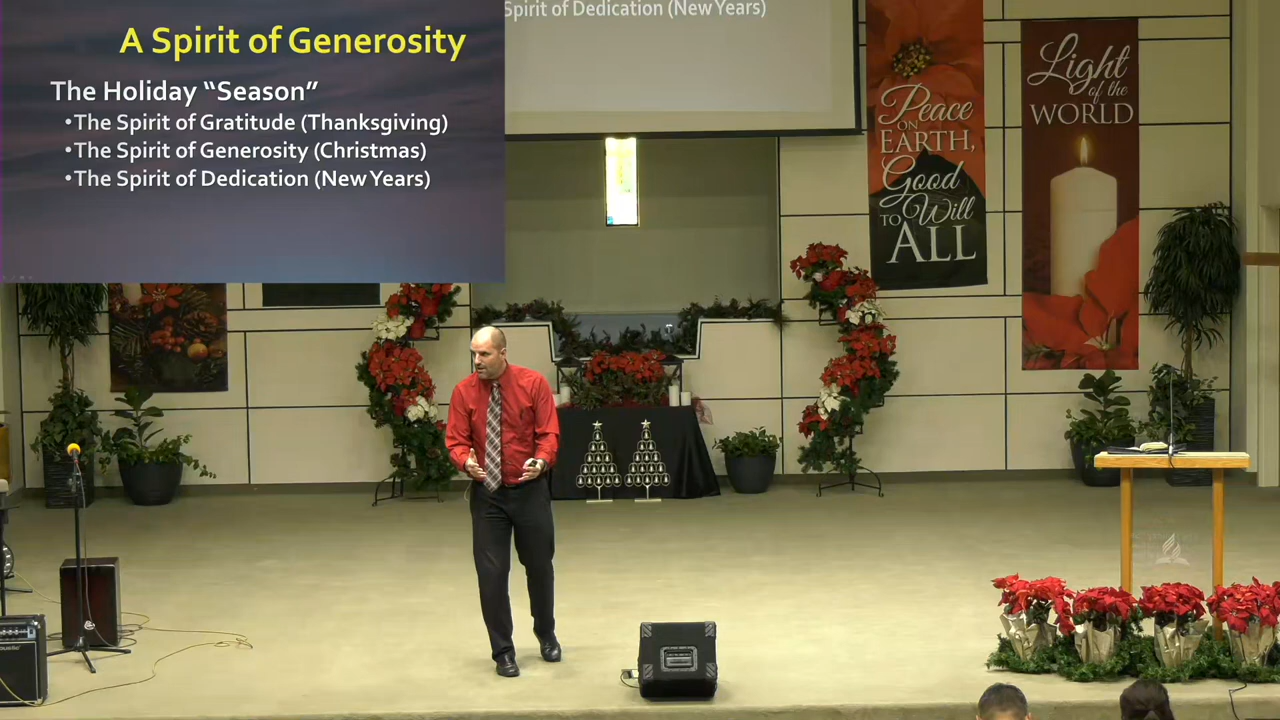 A Spirit of Generosity
The Holiday “Season”
•The Spirit of Gratitude (Thanksgiving)
•The Spirit of Generosity (Christmas)
•The Spirit of Dedication (New Years)
Spirit of Dedication (New Years)
Peace
ON
EARTH,
Good
TO Will
ALL
Light
of the
WORLD